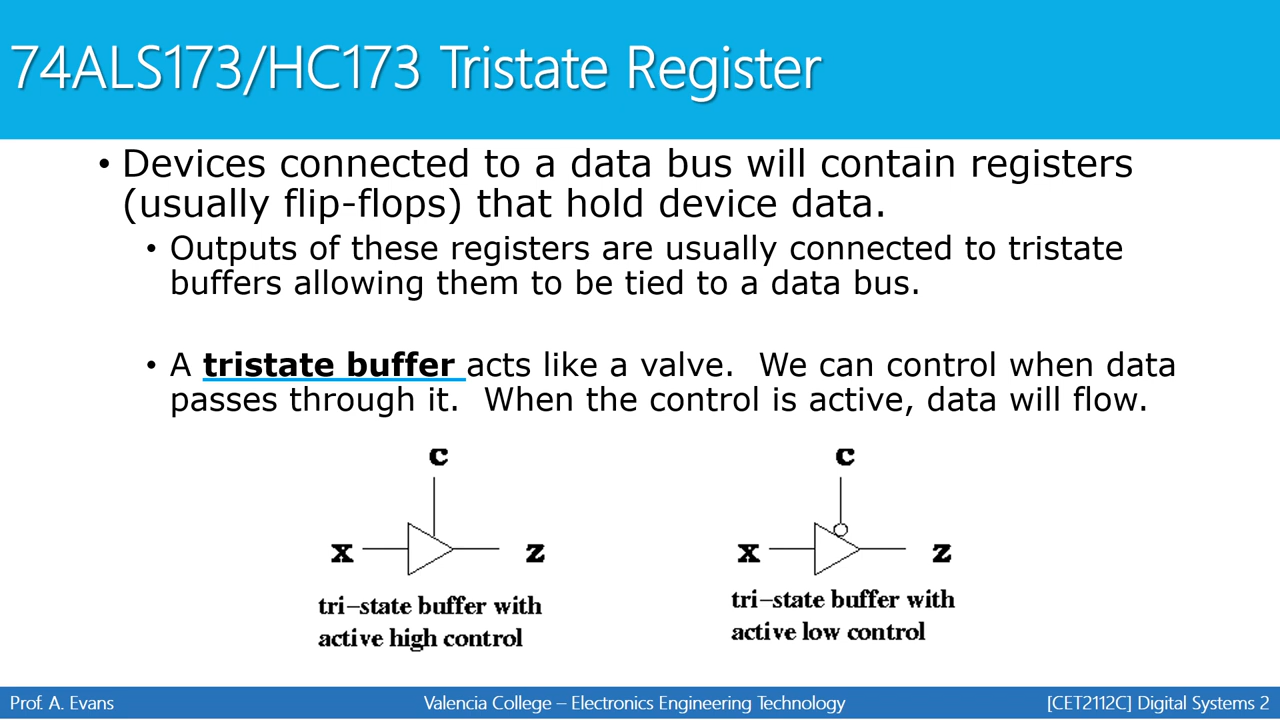 74ALS173/HC173 Tristate Register
• Devices connected to a data bus will contain registers
(usually flip-flops) that hold device data.
• Outputs of these registers are usually connected to tristate
buffers allowing them to be tied to a data bus.
• A tristate buffer acts like a valve.  We can control when data
passes through it.  When the control is active, data will flow.
c
x
z
tri-state buffer with
active high control
c
x
z
tri-state buffer with
active low control
Prof. A. Evans
Valencia College – Electronics Engineering Technology
[CET2112C] Digital Systems 2